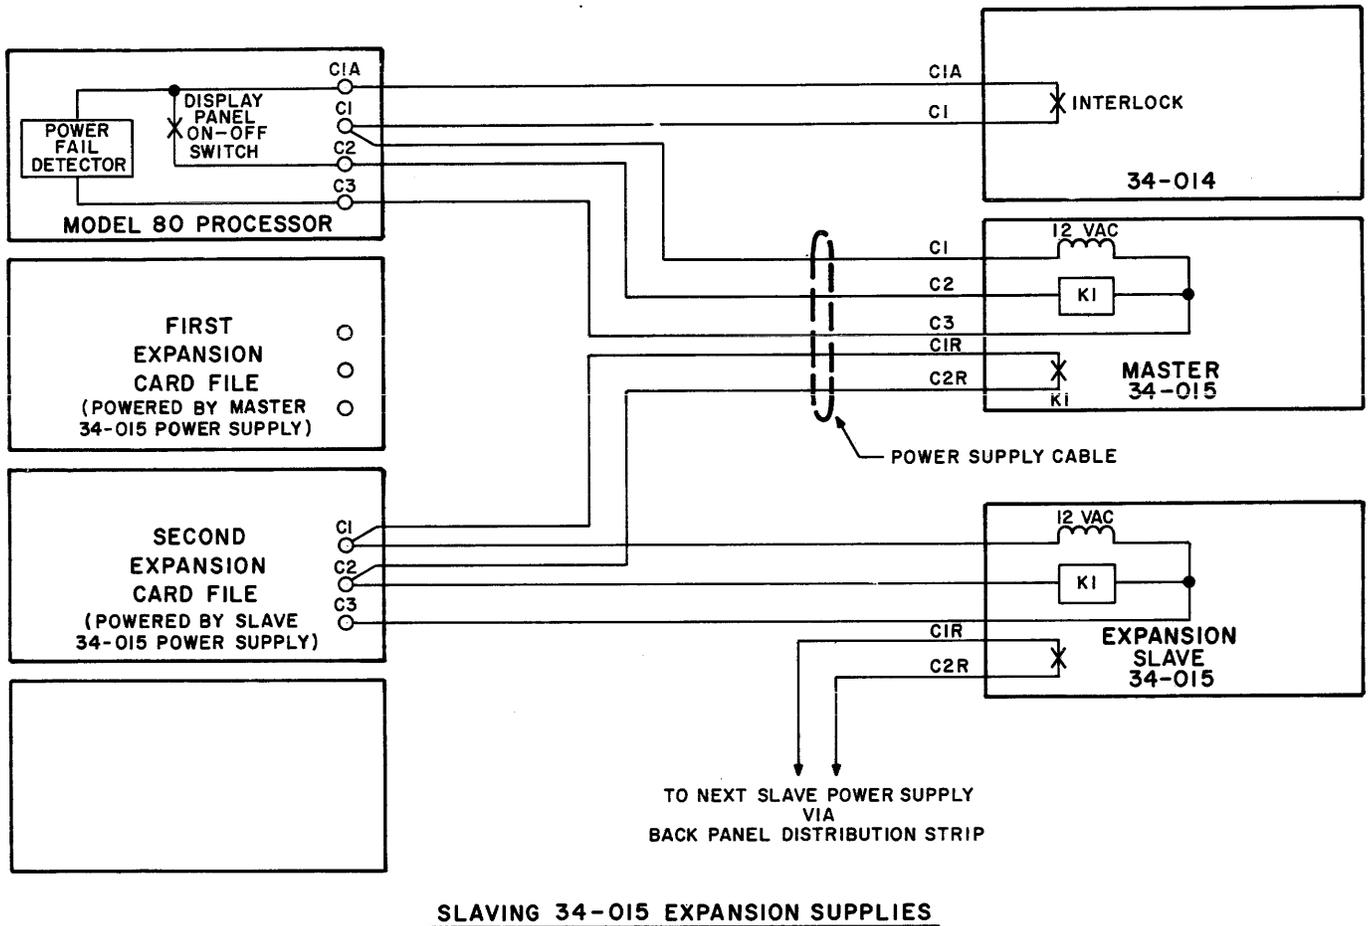 C1A
C1
C2
C3
DISPLAY
PANEL
ON-OFF
SWITCH
POWER
FAIL
DETECTOR
MODEL 80 PROCESSOR
C1A
C1
INTERLOCK
34-014
FIRST
EXPANSION
CARD FILE
(POWERED BY MASTER
34-015 POWER SUPPLY)
C1
C2
C3
C1R
C2R
12 VAC
K1
MASTER
34-015
K1
POWER SUPPLY CABLE
SECOND
EXPANSION
CARD FILE
(POWERED BY SLAVE
34-015 POWER SUPPLY)
C1
C2
C3
12 VAC
K1
C1R
C2R
EXPANSION
SLAVE
34-015
TO NEXT SLAVE POWER SUPPLY
VIA
BACK PANEL DISTRIBUTION STRIP
SLAVING 34-015 EXPANSION SUPPLIES